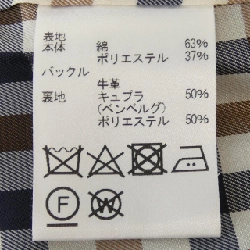 表地
本体 綿 63%
ポリエステル 37%
バックル
牛革
裏地 キュプラ 50%
(ベンベルグ)
ポリエステル 50%
F
W